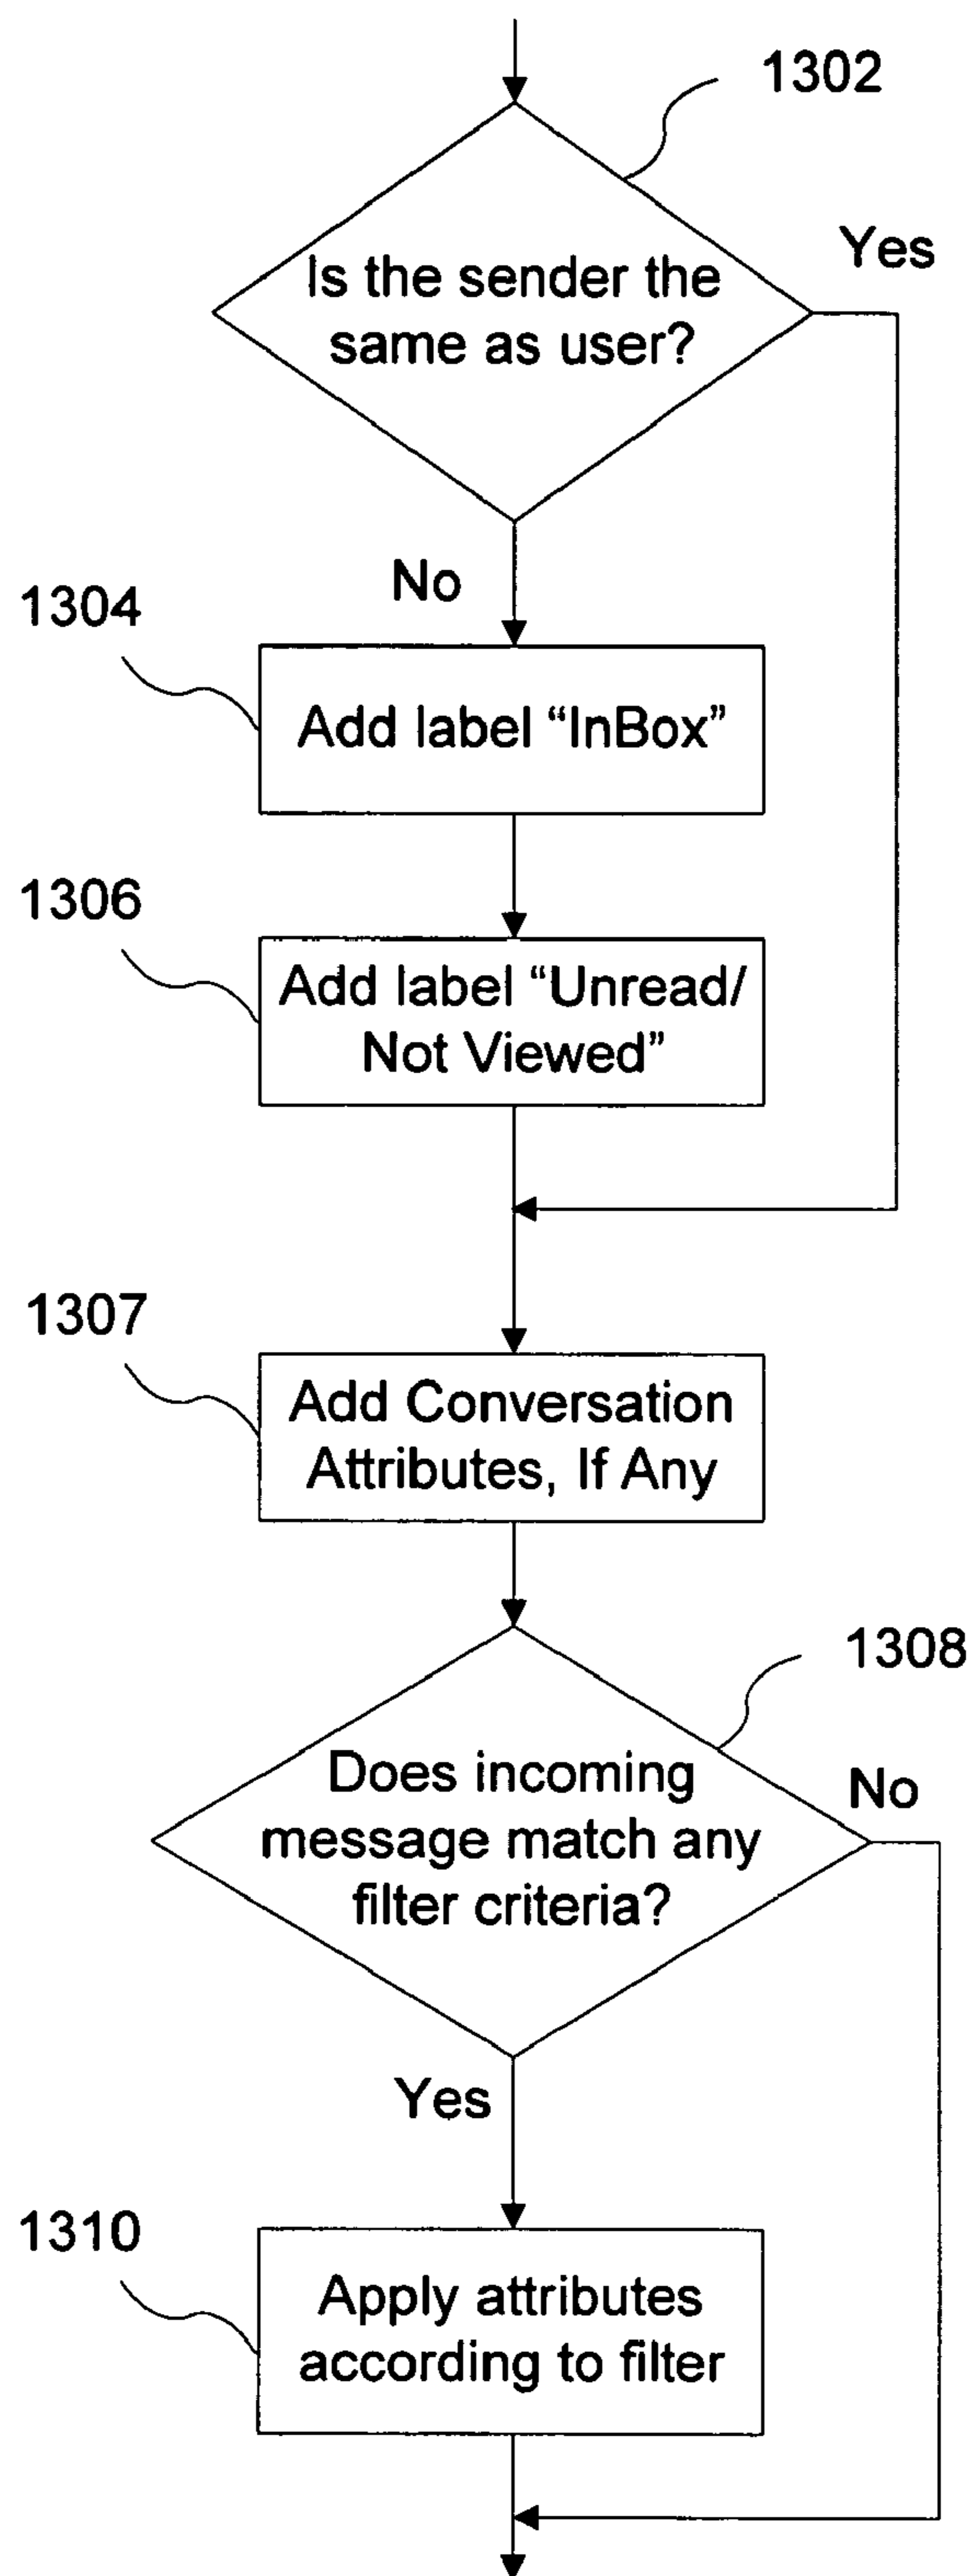 1302
Yes
Is the sender the
same as user?
No
1304
Add label “InBox”
1306
Add label “Unread/
Not Viewed”
1307
Add Conversation
Attributes, If Any
1308
No
Does incoming
message match any
filter criteria?
Yes
1310
Apply attributes
according to filter